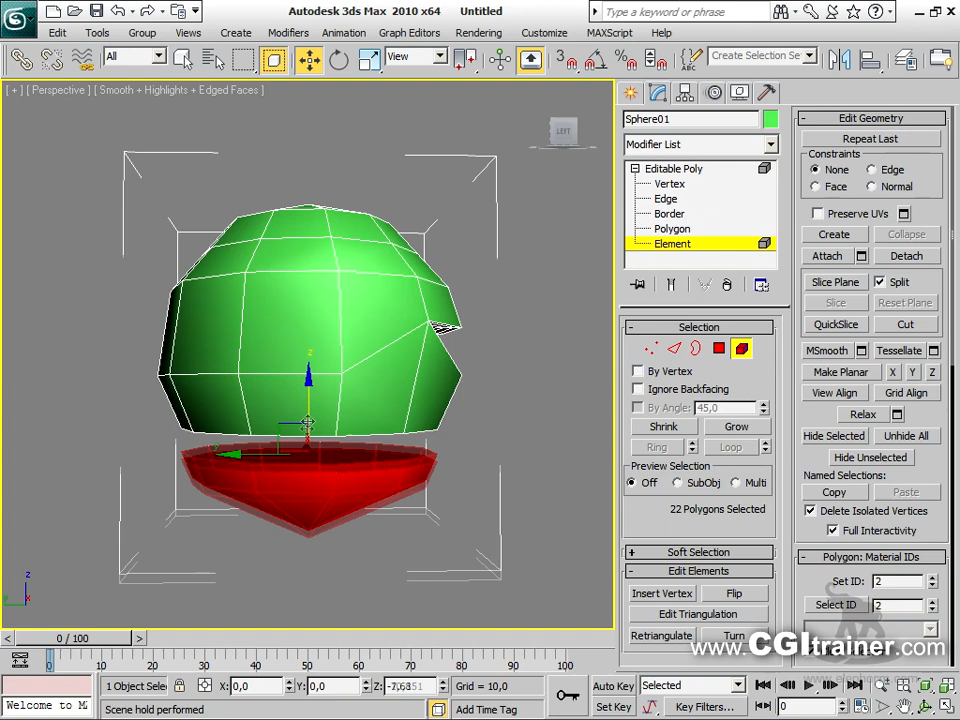 Autodesk 3ds Max 2010 x64 Untitled
Type a keyword or phrase
Edit Tools Group Views Create Modifiers Animation Graph Editors Rendering Customize MAXScript Help
All
View
3
Create Selection Se
[ + ] [ Perspective ] [ Smooth + Highlights + Edged Faces ]
LEFT
z
y
z
y
x
Sphere01
Modifier List
Editable Poly
Vertex
Edge
Border
Polygon
Element
Selection
By Vertex
Ignore Backfacing
By Angle: 45,0
Shrink Grow
Ring Loop
Preview Selection
Off SubObj Multi
22 Polygons Selected
+ Soft Selection
- Edit Elements
Insert Vertex Flip
Edit Triangulation
Retriangulate Turn
- Edit Geometry
Repeat Last
Constraints
None Edge
Face Normal
Preserve UVs
Create Collapse
Attach Detach
Slice Plane Split
Slice Reset Plane
QuickSlice Cut
MSmooth Tessellate
Make Planar X Y Z
View Align Grid Align
Relax
Hide Selected Unhide All
Hide Unselected
Named Selections:
Copy Paste
Delete Isolated Vertices
Full Interactivity
- Polygon: Material IDs
Set ID: 2
Select ID 2
www.CGItrainer.com
0 / 100
0 10 20 30 40 50 60 70 80 90 100
1 Object Sele X: 0,0 Y: 0,0 Z: Grid = 10,0
Auto Key Selected
Welcome to M
Scene hold performed
Add Time Tag
Set Key Key Filters... 0